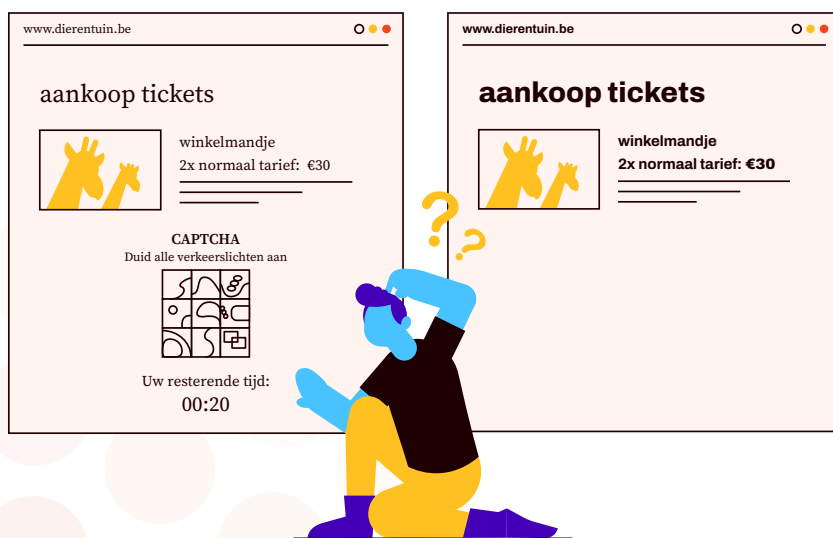 www.dierentuin.be
aankoop tickets
winkelmandje
2x normaal tarief: €30
CAPTCHA
Duid alle verkeerslichten aan
Uw resterende tijd:
00:20
www.dierentuin.be
aankoop tickets
winkelmandje
2x normaal tarief: €30
??